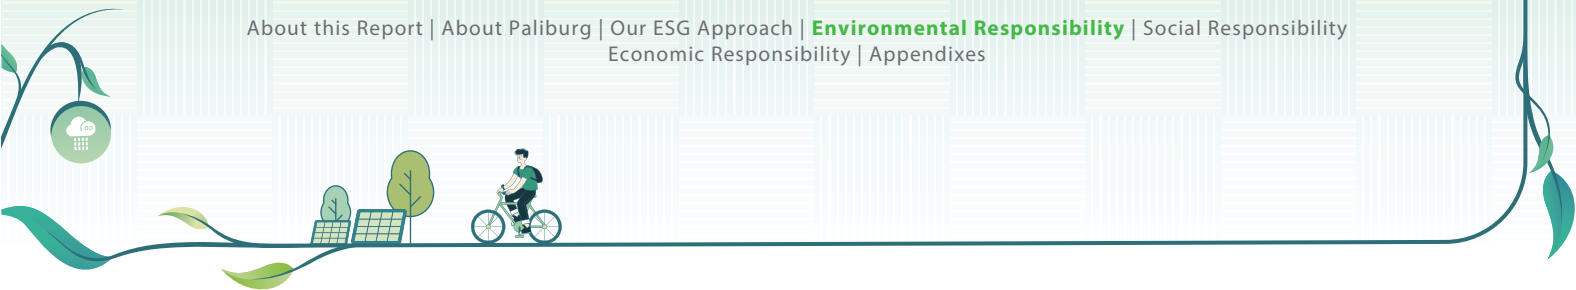 About this Report | About Paliburg | Our ESG Approach | Environmental Responsibility | Social Responsibility
Economic Responsibility | Appendixes